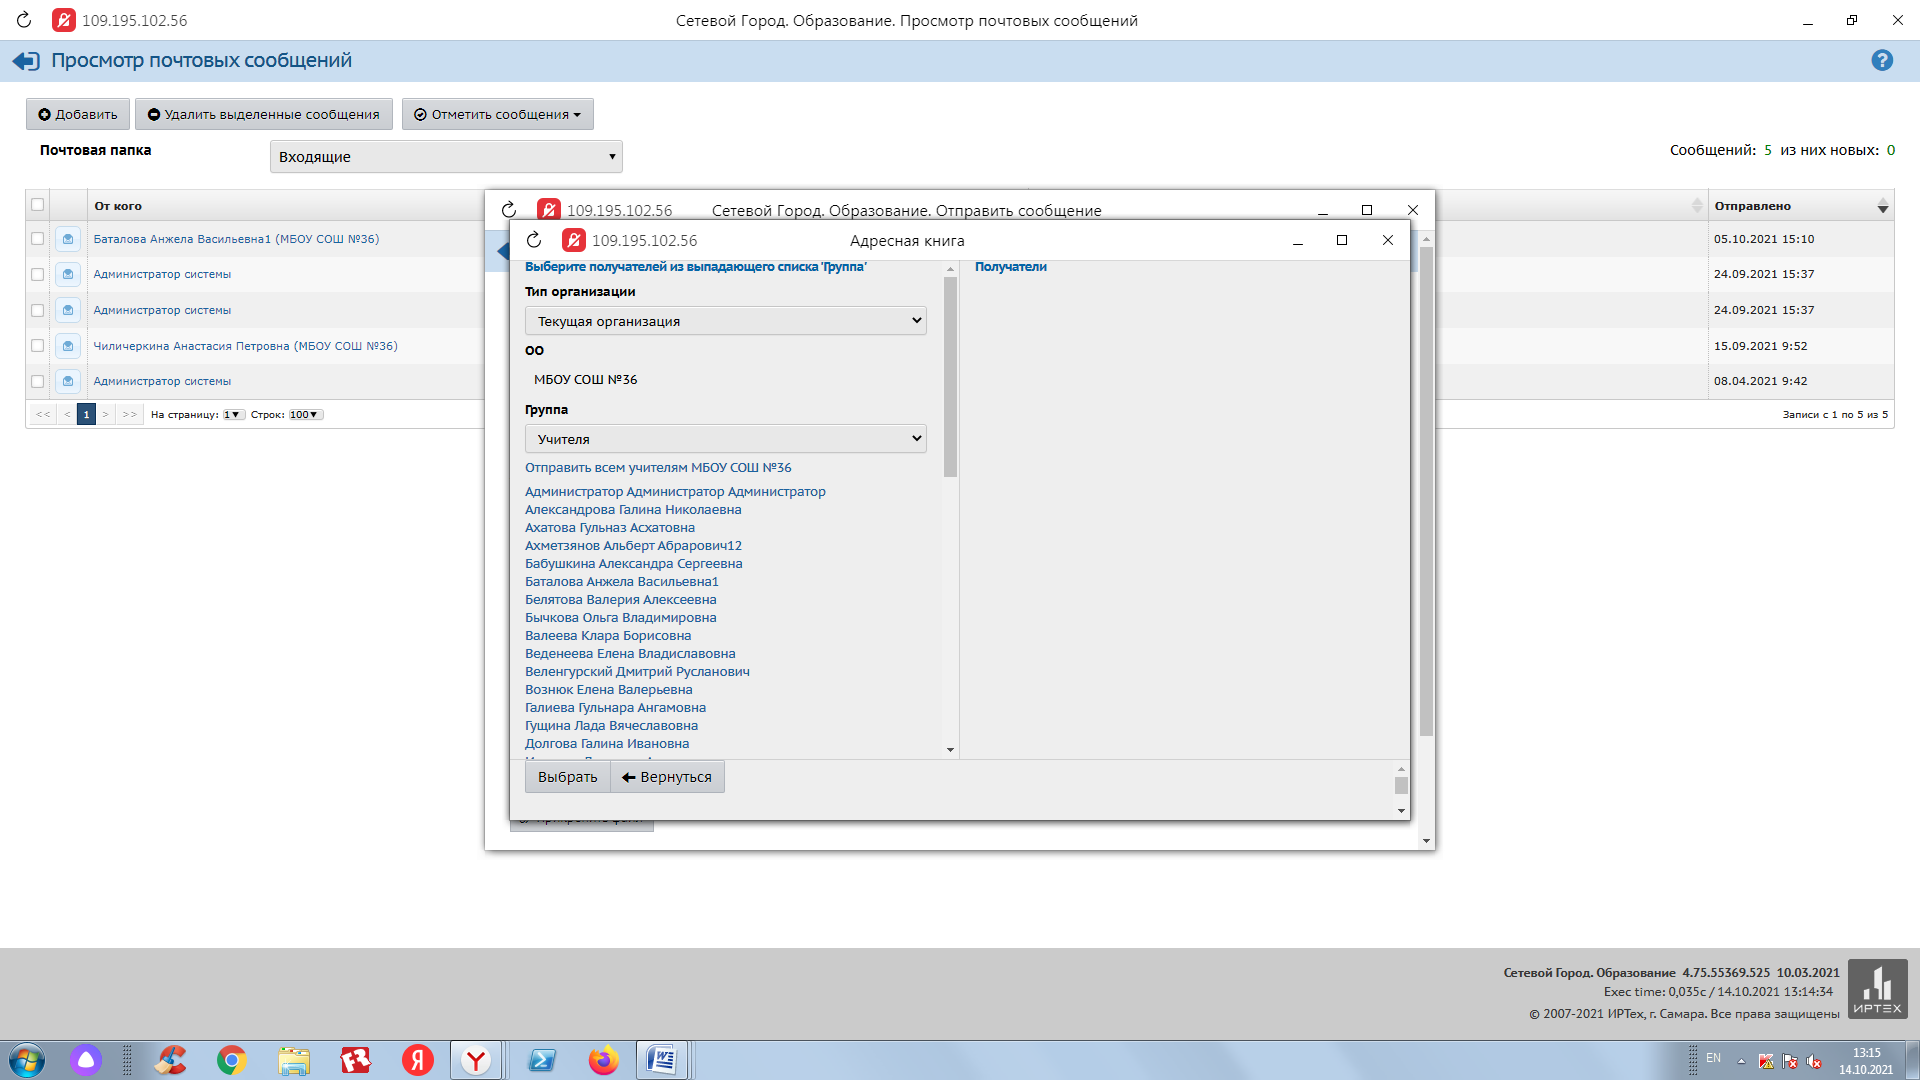 109.195.102.56
Сетевой Город. Образование. Просмотр почтовых сообщений
Просмотр почтовых сообщений
?
Добавить
Удалить выделенные сообщения
Отметить сообщения
Почтовая папка
Входящие
Сообщений: 5 из них новых: 0
От кого
Отправлено
Баталова Анжела Васильевна1 (МБОУ СОШ №36)
05.10.2021 15:10
Администратор системы
24.09.2021 15:37
Администратор системы
24.09.2021 15:37
Чиличеркина Анастасия Петровна (МБОУ СОШ №36)
15.09.2021 9:52
Администратор системы
08.04.2021 9:42
<< < 1 > >> На страницу: 1 Строк: 100
Записи с 1 по 5 из 5
109.195.102.56
Сетевой Город. Образование. Отправить сообщение
109.195.102.56
Адресная книга
Выберите получателей из выпадающего списка 'Группа'
Получатели
Тип организации
Текущая организация
ОО
МБОУ СОШ №36
Группа
Учителя
Отправить всем учителям МБОУ СОШ №36
Администратор Администратор Администратор
Александрова Галина Николаевна
Ахатова Гульназ Асхатовна
Ахметзянов Альберт Абрарович12
Бабушкина Александра Сергеевна
Баталова Анжела Васильевна1
Белятова Валерия Алексеевна
Бычкова Ольга Владимировна
Валеева Клара Борисовна
Веденеева Елена Владиславовна
Веленгурский Дмитрий Русланович
Вознюк Елена Валерьевна
Галиева Гульнара Ангамовна
Гущина Лада Вячеславовна
Долгова Галина Ивановна
Выбрать
Вернуться
Сетевой Город. Образование 4.75.55369.525 10.03.2021
Exec time: 0,035с / 14.10.2021 13:14:34
© 2007-2021 ИРТех, г. Самара. Все права защищены
ИРТЕХ
EN
13:15
14.10.2021